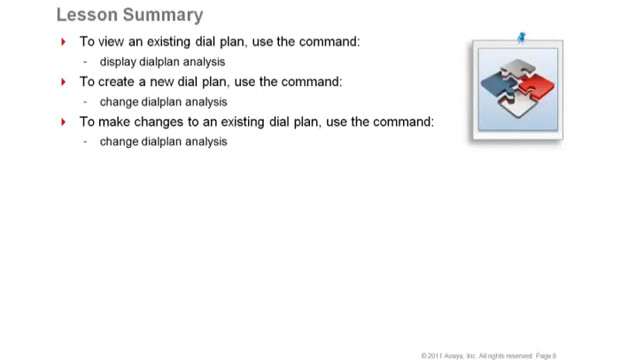 Lesson Summary
To view an existing dial plan, use the command:
- display dialplan analysis
To create a new dial plan, use the command:
- change dialplan analysis
To make changes to an existing dial plan, use the command:
- change dialplan analysis
© 2011 Avaya, Inc. All rights reserved. Page 8